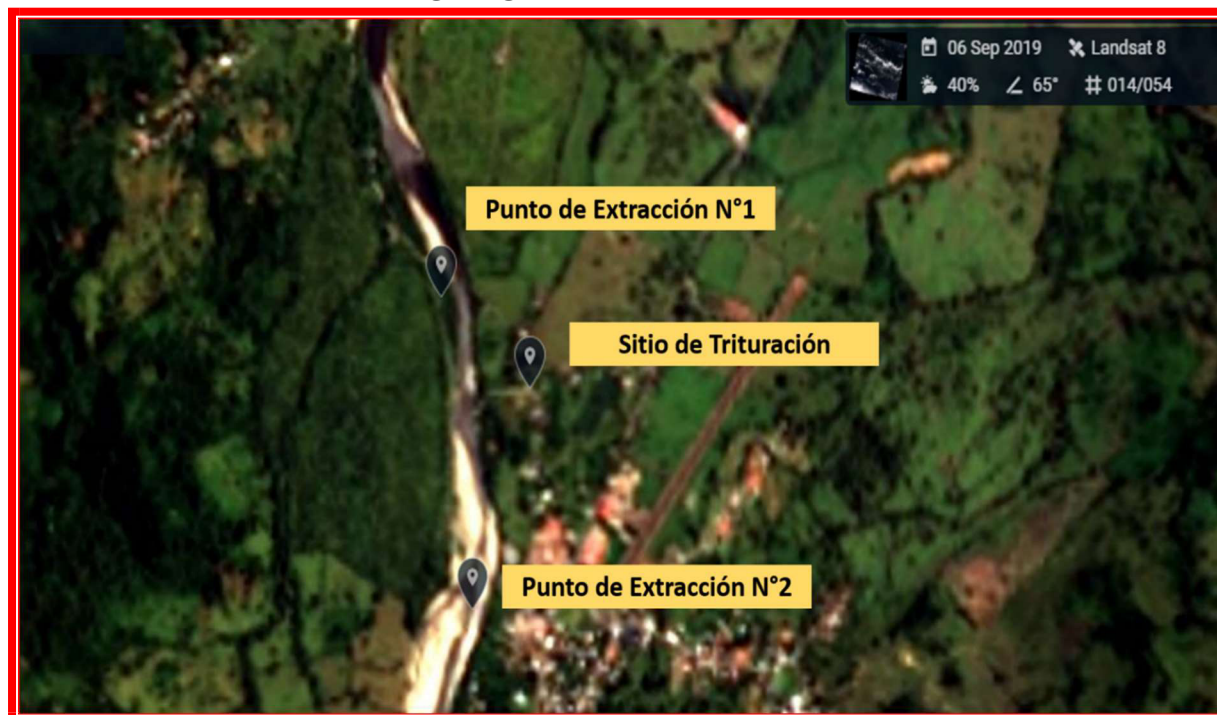 06 Sep 2019 Landsat 8
40% 65° 014/054
Punto de Extracción N°1
Sitio de Trituración
Punto de Extracción N°2